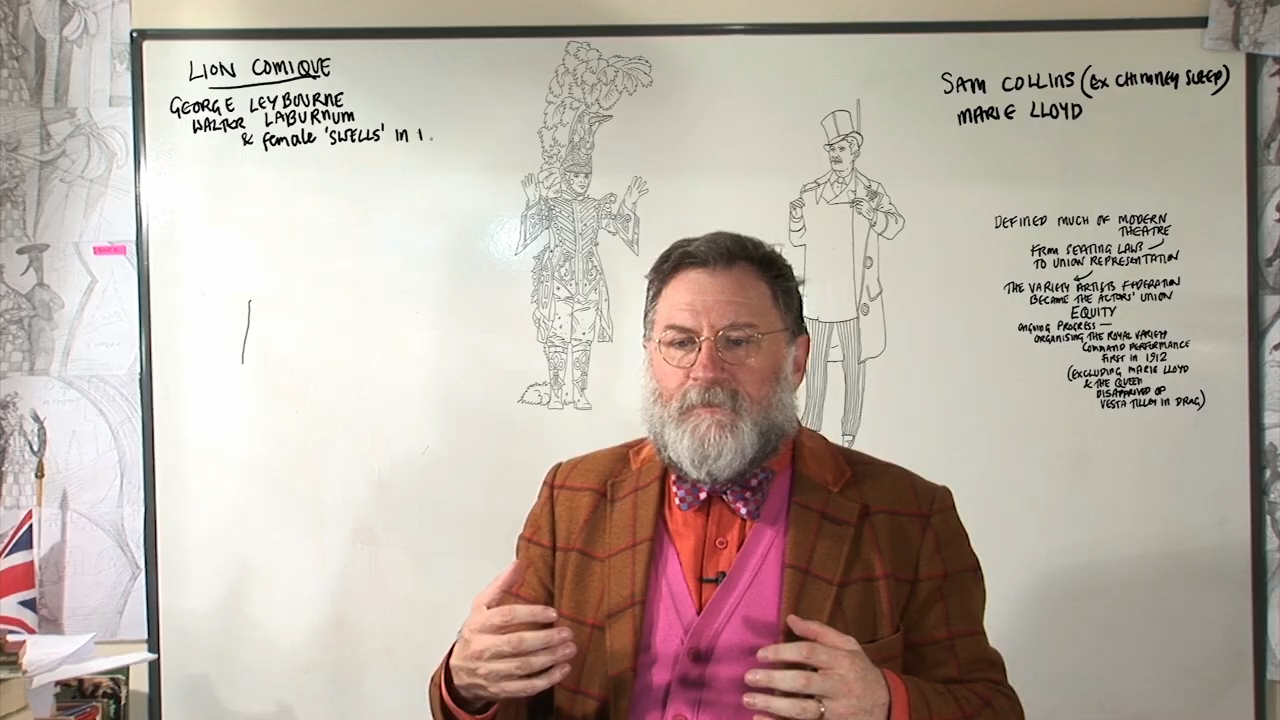 LION COMIQUE
GEORGE LEYBOURNE
WALTER LABURNUM
& female 'SWELLS' in 1.
SAM COLLINS (EX CHIMNEY SWEEP)
MARIE LLOYD
DEFINED MUCH OF MODERN
THEATRE
FROM SEATING LAWS —
TO UNION REPRESENTATION
THE VARIETY ARTISTS FEDERATION
BECAME THE ACTORS' UNION
EQUITY
ONGOING PROGRESS —
ORGANISING THE ROYAL VARIETY
COMMAND PERFORMANCE
FIRST IN 1912
(EXCLUDING MARIE LLOYD
& THE QUEEN
DISAPPROVED OF
VESTA TILLEY IN DRAG)